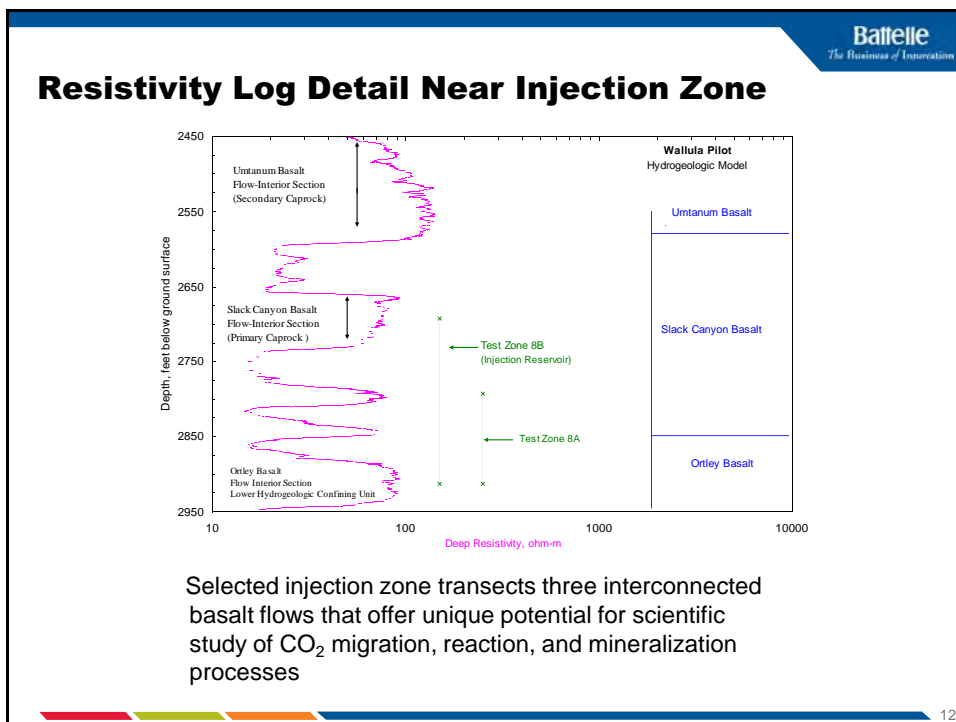 Battelle
The Business of Innovation
Resistivity Log Detail Near Injection Zone
2450
2550
2650
2750
2850
2950
Depth, feet below ground surface
10
100
1000
10000
Deep Resistivity, ohm-m
Umtanum Basalt
Flow-Interior Section
(Secondary Caprock)
Slack Canyon Basalt
Flow-Interior Section
(Primary Caprock )
Ortley Basalt
Flow Interior Section
Lower Hydrogeologic Confining Unit
Test Zone 8B
(Injection Reservoir)
Test Zone 8A
Wallula Pilot
Hydrogeologic Model
Umtanum Basalt
Slack Canyon Basalt
Ortley Basalt
Selected injection zone transects three interconnected
basalt flows that offer unique potential for scientific
study of CO₂ migration, reaction, and mineralization
processes
12